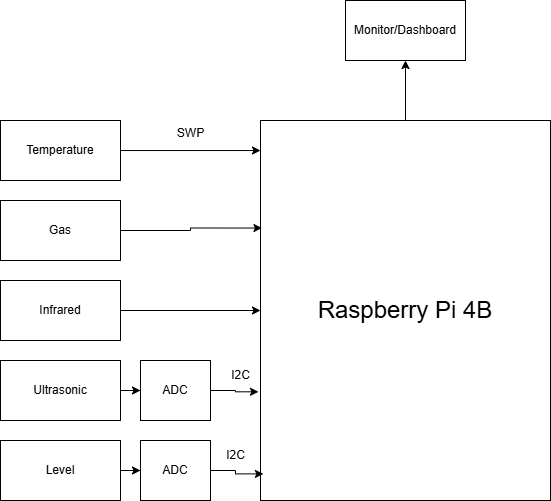 Monitor/Dashboard
Temperature
SWP
Gas
Infrared
Raspberry Pi 4B
Ultrasonic
ADC
I2C
Level
ADC
I2C